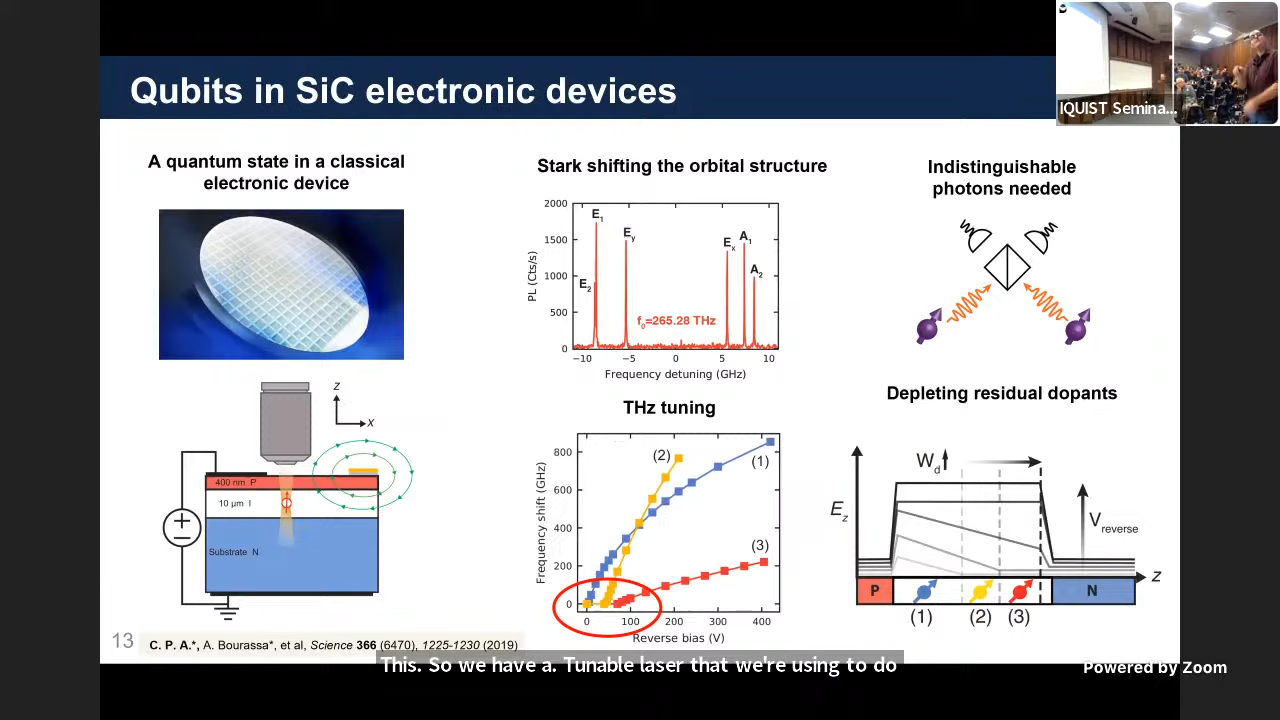 Qubits in SiC electronic devices
IQUIST Semina...
A quantum state in a classical
electronic device
z
x
400 nm P
10 μm I
Substrate N
Stark shifting the orbital structure
PL (Cts/s)
2000
1500
1000
500
0
E1
Ey
E2
Ex
A1
A2
f0=265.28 THz
−10
−5
0
5
10
Frequency detuning (GHz)
THz tuning
Frequency shift (GHz)
800
600
400
200
0
(2)
(1)
(3)
0
100
200
300
400
Reverse bias (V)
Indistinguishable
photons needed
Depleting residual dopants
Wd
Ez
Vreverse
z
P
N
(1)
(2)
(3)
13
C. P. A.*, A. Bourassa*, et al, Science 366 (6470), 1225-1230 (2019)
This. So we have a. Tunable laser that we're using to do
Powered by Zoom